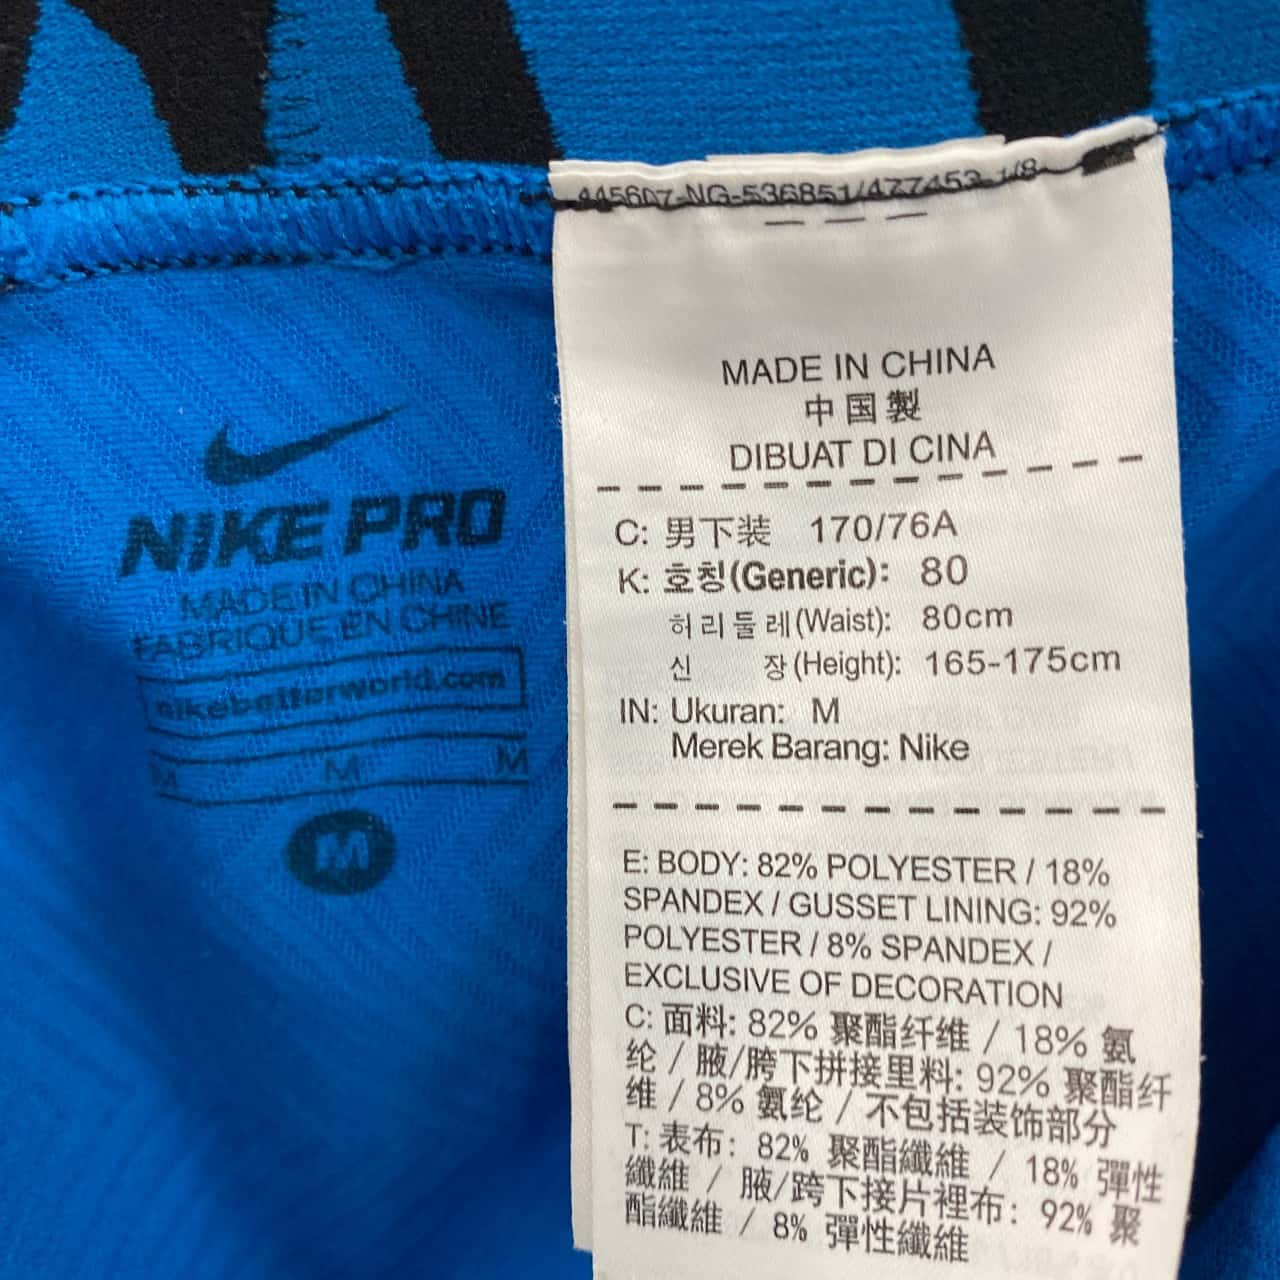 NIKE PRO
MADE IN CHINA
FABRIQUE EN CHINE
nikebetterworld.com
M M M
M
445607-NG-536851/477453 1/8
MADE IN CHINA
中国製
DIBUAT DI CINA
C: 男下装 170/76A
K: 호칭(Generic): 80
허리둘레(Waist): 80cm
신 장(Height): 165-175cm
IN: Ukuran: M
Merek Barang: Nike
E: BODY: 82% POLYESTER / 18%
SPANDEX / GUSSET LINING: 92%
POLYESTER / 8% SPANDEX /
EXCLUSIVE OF DECORATION
C: 面料: 82% 聚酯纤维 / 18% 氨
纶 / 腋/胯下拼接里料: 92% 聚酯纤
维 / 8% 氨纶 / 不包括装饰部分
T: 表布: 82% 聚酯纖維 / 18% 彈性
纖維 / 腋/跨下接片裡布: 92% 聚
酯纖維 / 8% 彈性纖維